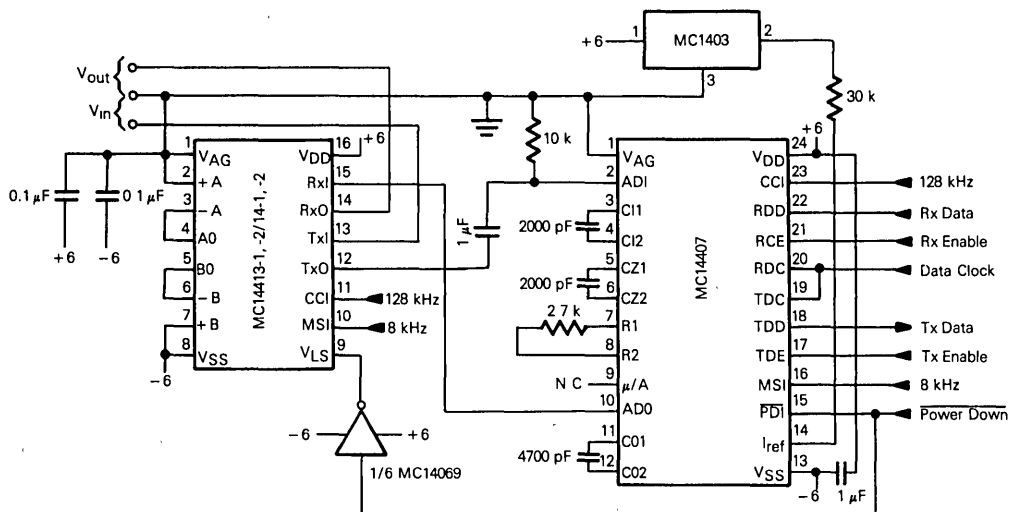 +6
1
MC1403
2
3
Vout
Vin
30 k
10 k
+6
0.1 μF
0 1 μF
+6
-6
1 VAG
2 +A
3 -A
4 A0
5 B0
6 -B
7 +B
8 VSS
-6
MC14413-1, -2/14-1, -2
16 VDD
+6
15 RxI
14 RxO
13 TxI
12 TxO
11 CCI
128 kHz
10 MSI
8 kHz
9 VLS
-6
+6
1/6 MC14069
1 μF
2000 pF
2000 pF
2 7 k
N C
4700 pF
1 VAG
2 ADI
3 CI1
4 CI2
5 CZ1
6 CZ2
7 R1
8 R2
9 μ/A
10 AD0
11 C01
12 C02
MC14407
24 VDD
+6
23 CCI
128 kHz
22 RDD
Rx Data
21 RCE
Rx Enable
20 RDC
Data Clock
19 TDC
18 TDD
Tx Data
17 TDE
Tx Enable
16 MSI
8 kHz
15 PDI
Power Down
14 Iref
13 VSS
-6
1 μF